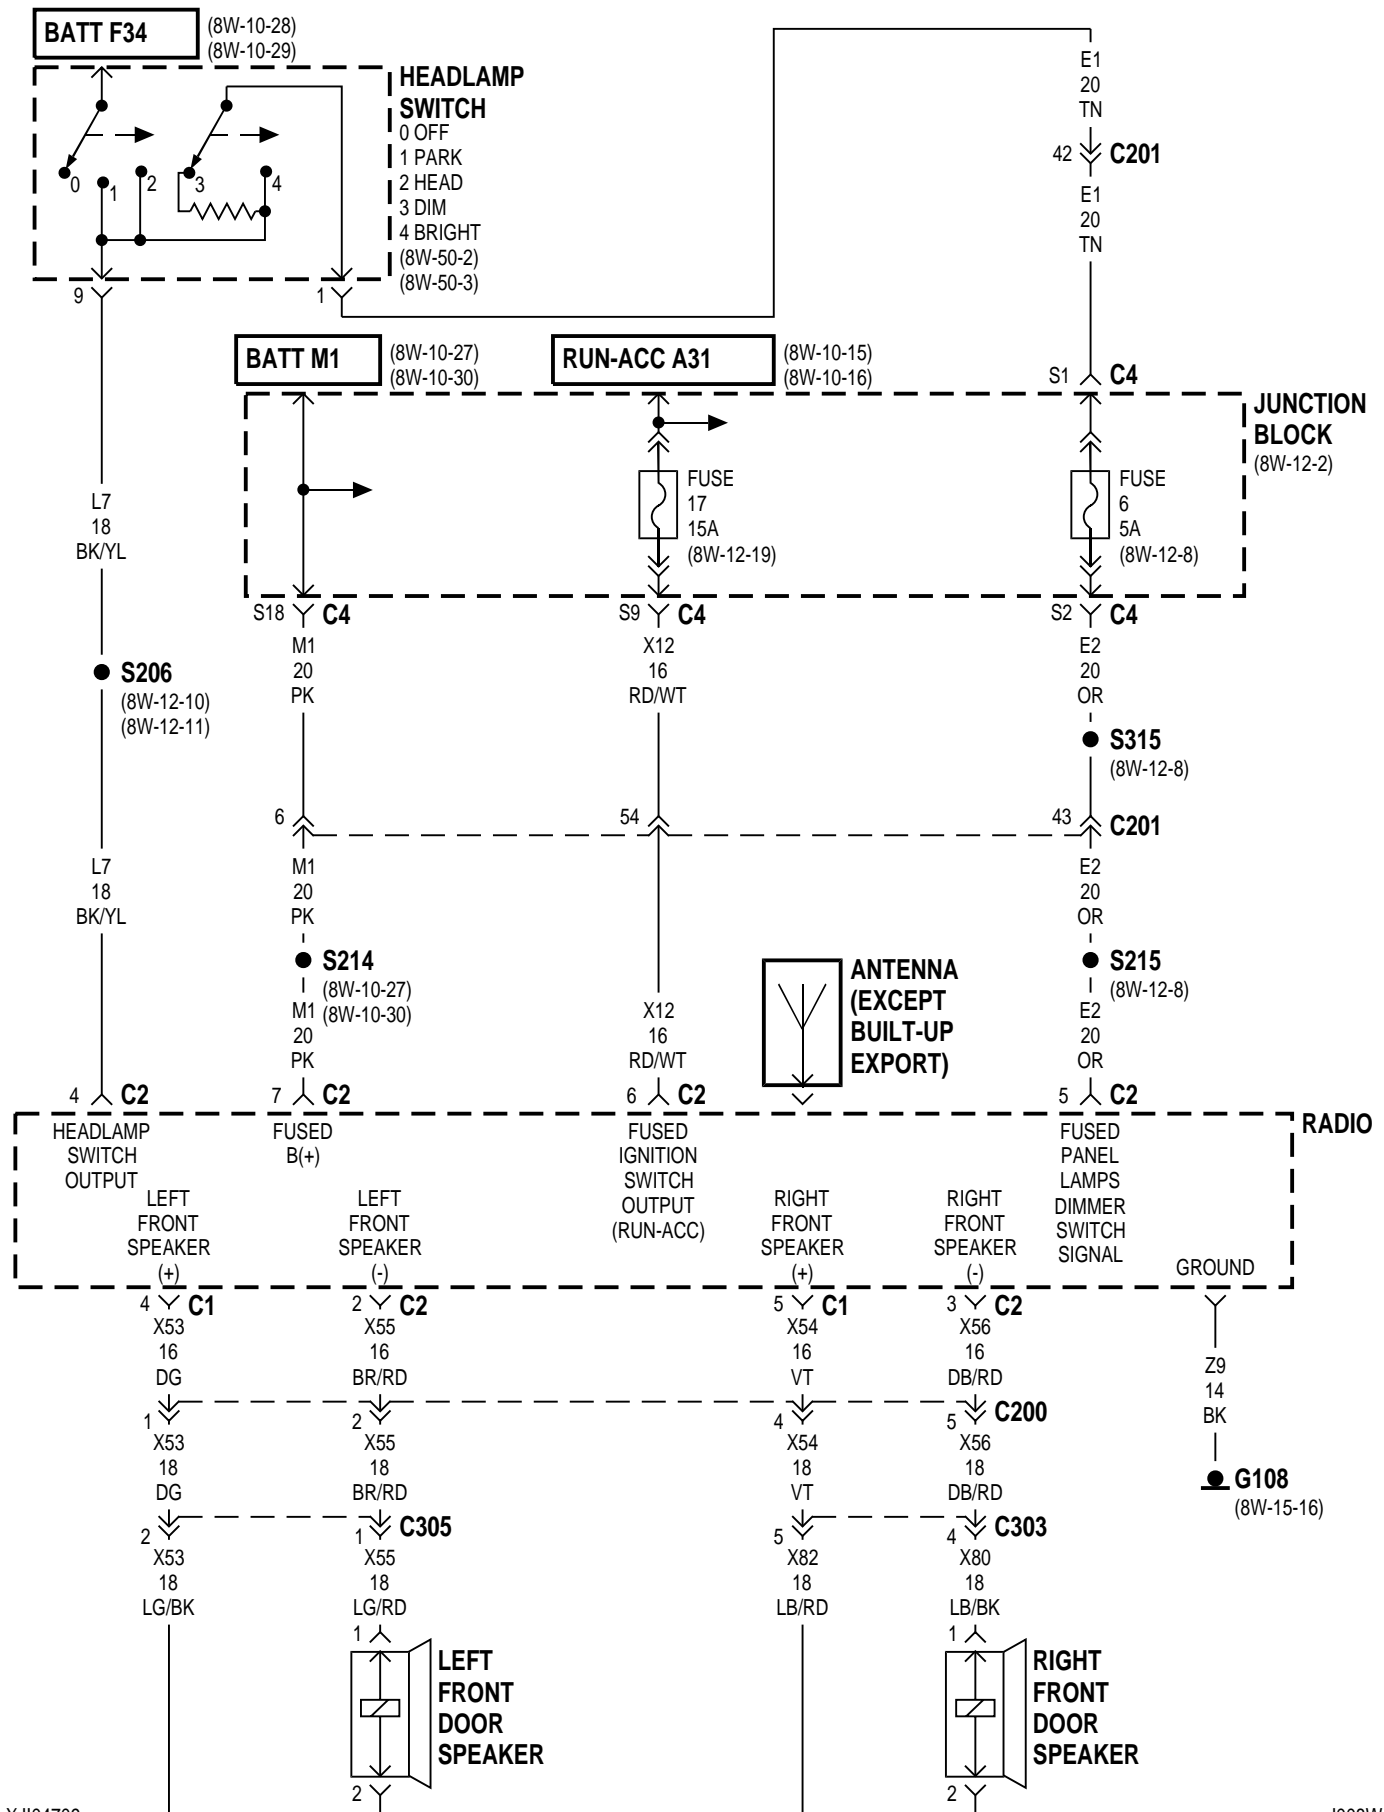 BATT F34
(8W-10-28)
(8W-10-29)
HEADLAMP
SWITCH
0 OFF
1 PARK
2 HEAD
3 DIM
4 BRIGHT
(8W-50-2)
(8W-50-3)
0
1
2
3
4
9
1
E1
20
TN
42
C201
E1
20
TN
BATT M1
(8W-10-27)
(8W-10-30)
RUN-ACC A31
(8W-10-15)
(8W-10-16)
S1
C4
JUNCTION
BLOCK
(8W-12-2)
FUSE
17
15A
(8W-12-19)
FUSE
6
5A
(8W-12-8)
L7
18
BK/YL
S18
C4
S9
C4
S2
C4
M1
20
PK
X12
16
RD/WT
E2
20
OR
S206
(8W-12-10)
(8W-12-11)
S315
(8W-12-8)
6
54
43
C201
L7
18
BK/YL
M1
20
PK
E2
20
OR
S214
(8W-10-27)
(8W-10-30)
S215
(8W-12-8)
M1
20
PK
X12
16
RD/WT
ANTENNA
(EXCEPT
BUILT-UP
EXPORT)
E2
20
OR
4
C2
7
C2
6
C2
5
C2
RADIO
HEADLAMP
SWITCH
OUTPUT
FUSED
B(+)
FUSED
IGNITION
SWITCH
OUTPUT
(RUN-ACC)
FUSED
PANEL
LAMPS
DIMMER
SWITCH
SIGNAL
LEFT
FRONT
SPEAKER
(+)
LEFT
FRONT
SPEAKER
(-)
RIGHT
FRONT
SPEAKER
(+)
RIGHT
FRONT
SPEAKER
(-)
GROUND
4
C1
2
C2
5
C1
3
C2
X53
16
DG
X55
16
BR/RD
X54
16
VT
X56
16
DB/RD
Z9
14
BK
1
2
4
5
C200
X53
18
DG
X55
18
BR/RD
X54
18
VT
X56
18
DB/RD
G108
(8W-15-16)
2
1
C305
5
4
C303
X53
18
LG/BK
X55
18
LG/RD
X82
18
LB/RD
X80
18
LB/BK
1
LEFT
FRONT
DOOR
SPEAKER
2
1
RIGHT
FRONT
DOOR
SPEAKER
2